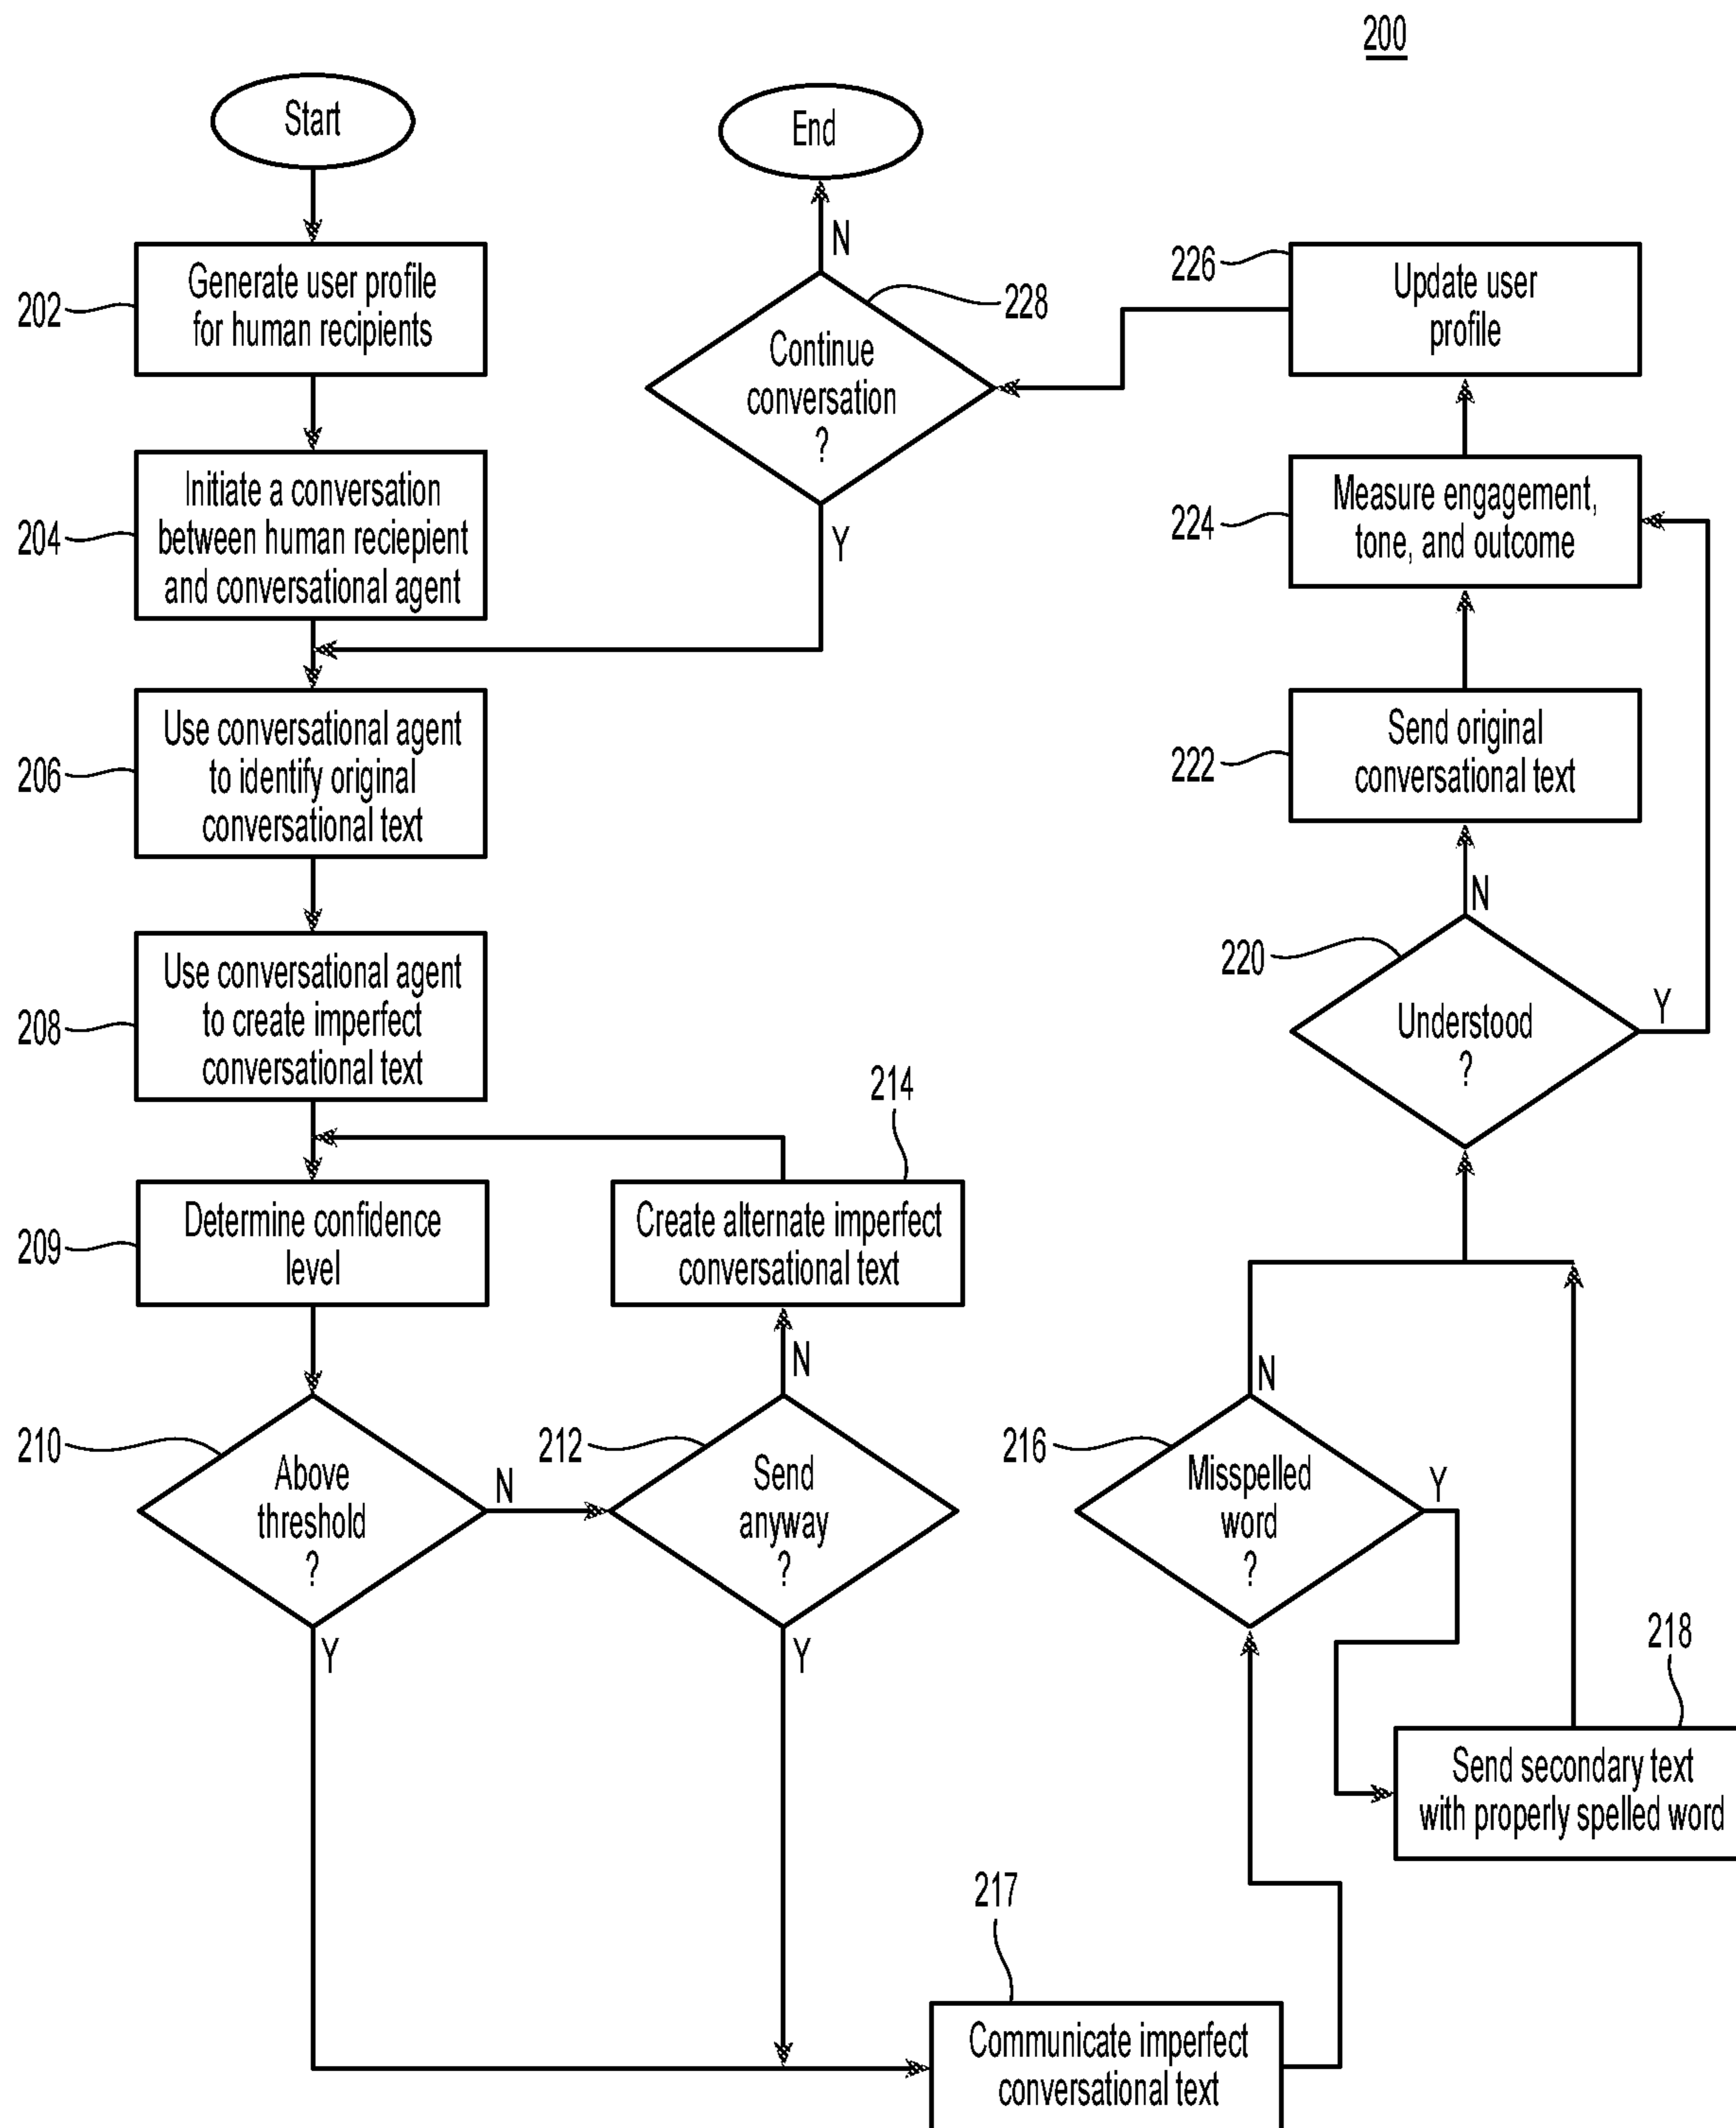 200
Start
End
202
Generate user profile
for human recipients
N
228
Continue
conversation
?
Y
226
Update user
profile
204
Initiate a conversation
between human reciepient
and conversational agent
224
Measure engagement,
tone, and outcome
206
Use conversational agent
to identify original
conversational text
222
Send original
conversational text
208
Use conversational agent
to create imperfect
conversational text
N
220
Understood
?
Y
214
Create alternate imperfect
conversational text
209
Determine confidence
level
210
Above
threshold
?
N
Y
212
N
Send
anyway
?
Y
216
N
Misspelled
word
?
Y
218
Send secondary text
with properly spelled word
217
Communicate imperfect
conversational text